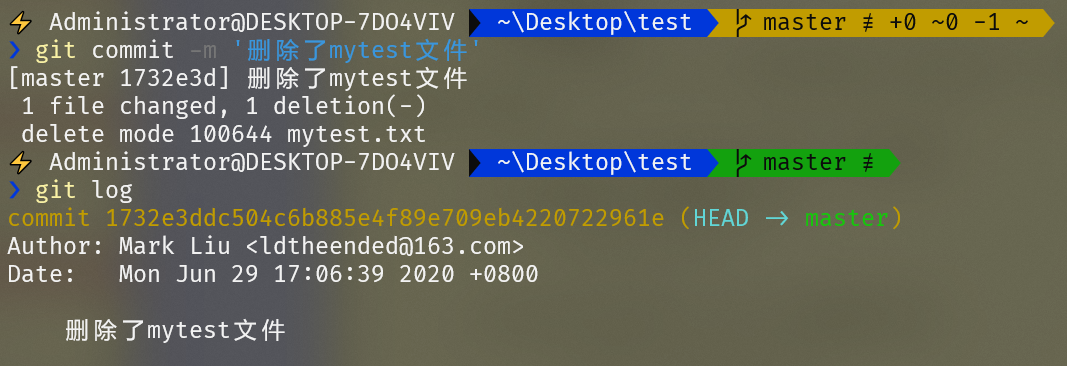 ⚡ Administrator@DESKTOP-7DO4VIV ~\Desktop\test master ≢ +0 ~0 -1 ~
❯ git commit -m '删除了mytest文件'
[master 1732e3d] 删除了mytest文件
1 file changed, 1 deletion(-)
delete mode 100644 mytest.txt
⚡ Administrator@DESKTOP-7DO4VIV ~\Desktop\test master ≢
❯ git log
commit 1732e3ddc504c6b885e4f89e709eb4220722961e (HEAD -> master)
Author: Mark Liu <ldtheended@163.com>
Date: Mon Jun 29 17:06:39 2020 +0800
删除了mytest文件